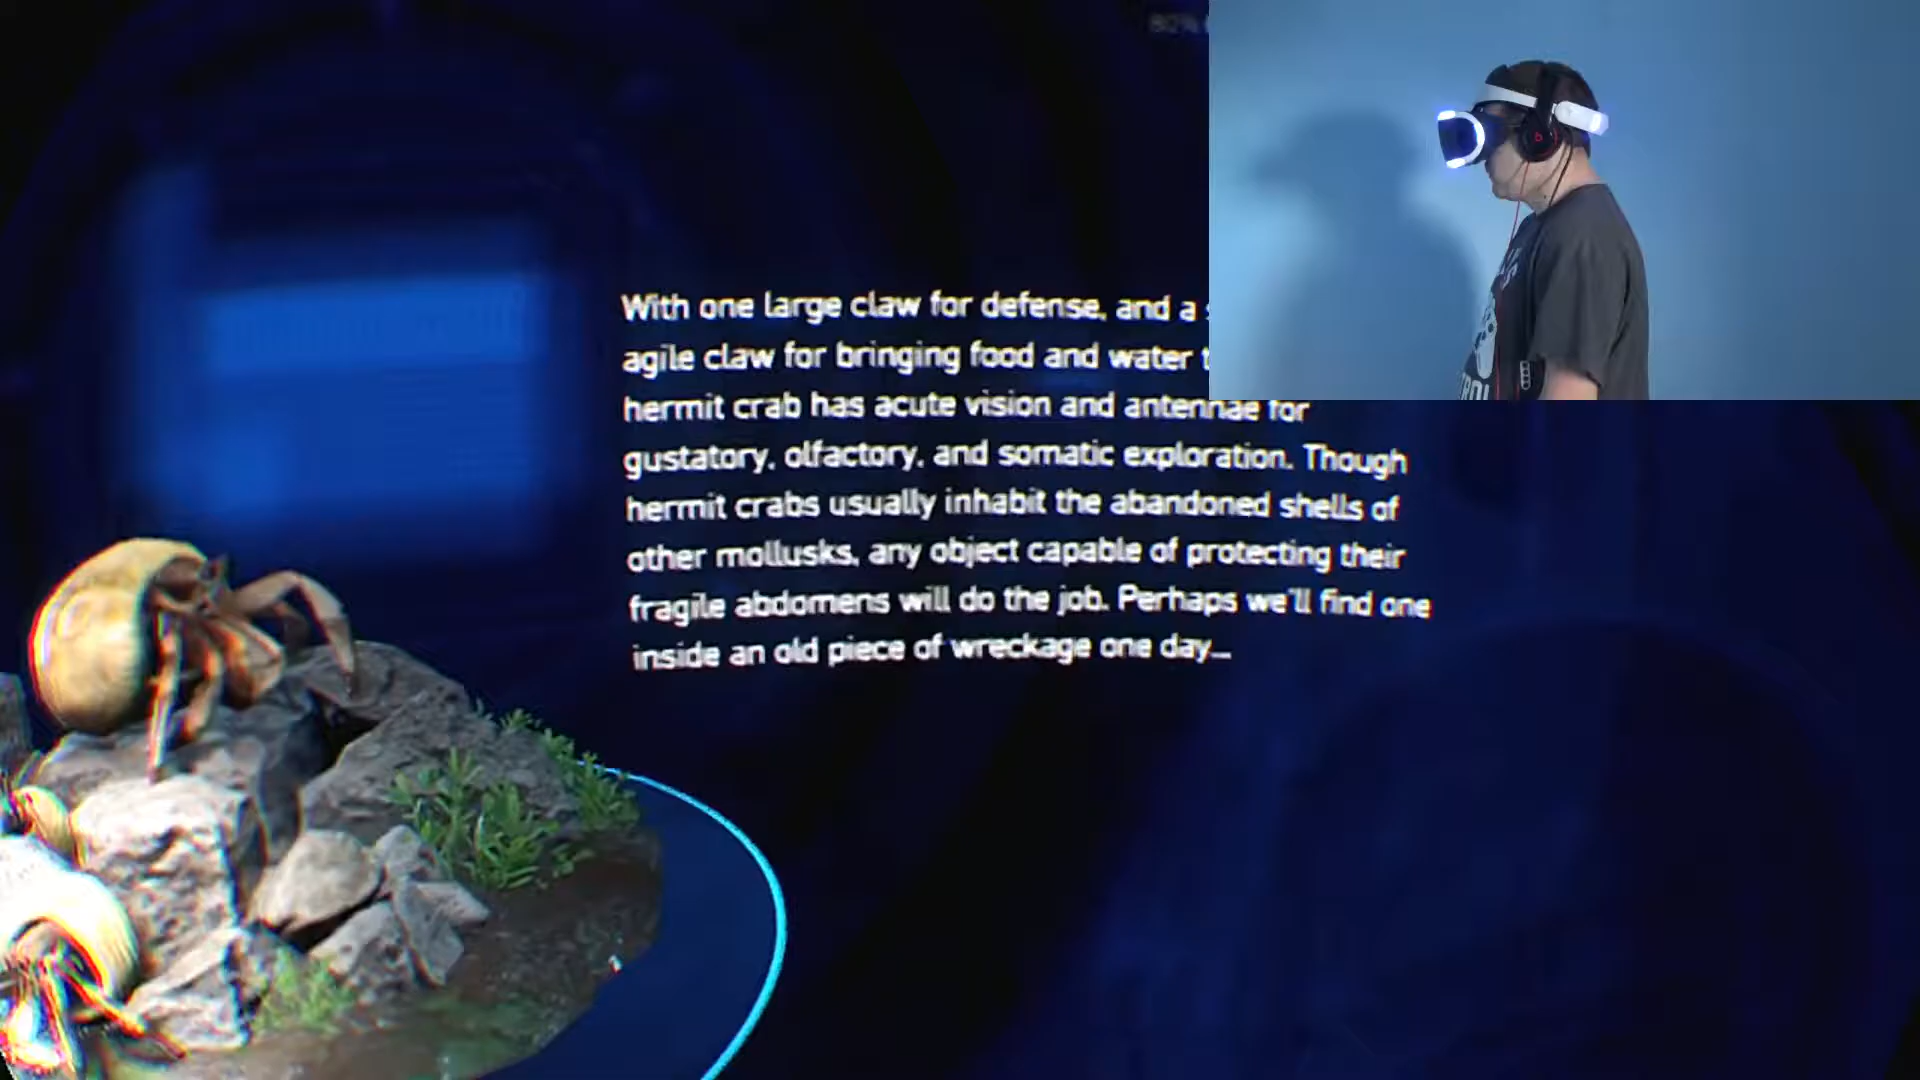 80%
With one large claw for defense, and a
agile claw for bringing food and water
hermit crab has acute vision and antennae for
gustatory, olfactory, and somatic exploration. Though
hermit crabs usually inhabit the abandoned shells of
other mollusks, any object capable of protecting their
fragile abdomens will do the job. Perhaps we'll find one
inside an old piece of wreckage one day...